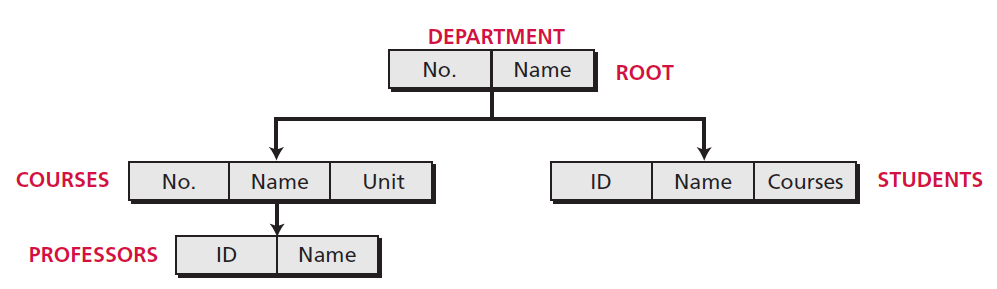 DEPARTMENT
No. Name ROOT
COURSES No. Name Unit
ID Name Courses STUDENTS
PROFESSORS ID Name